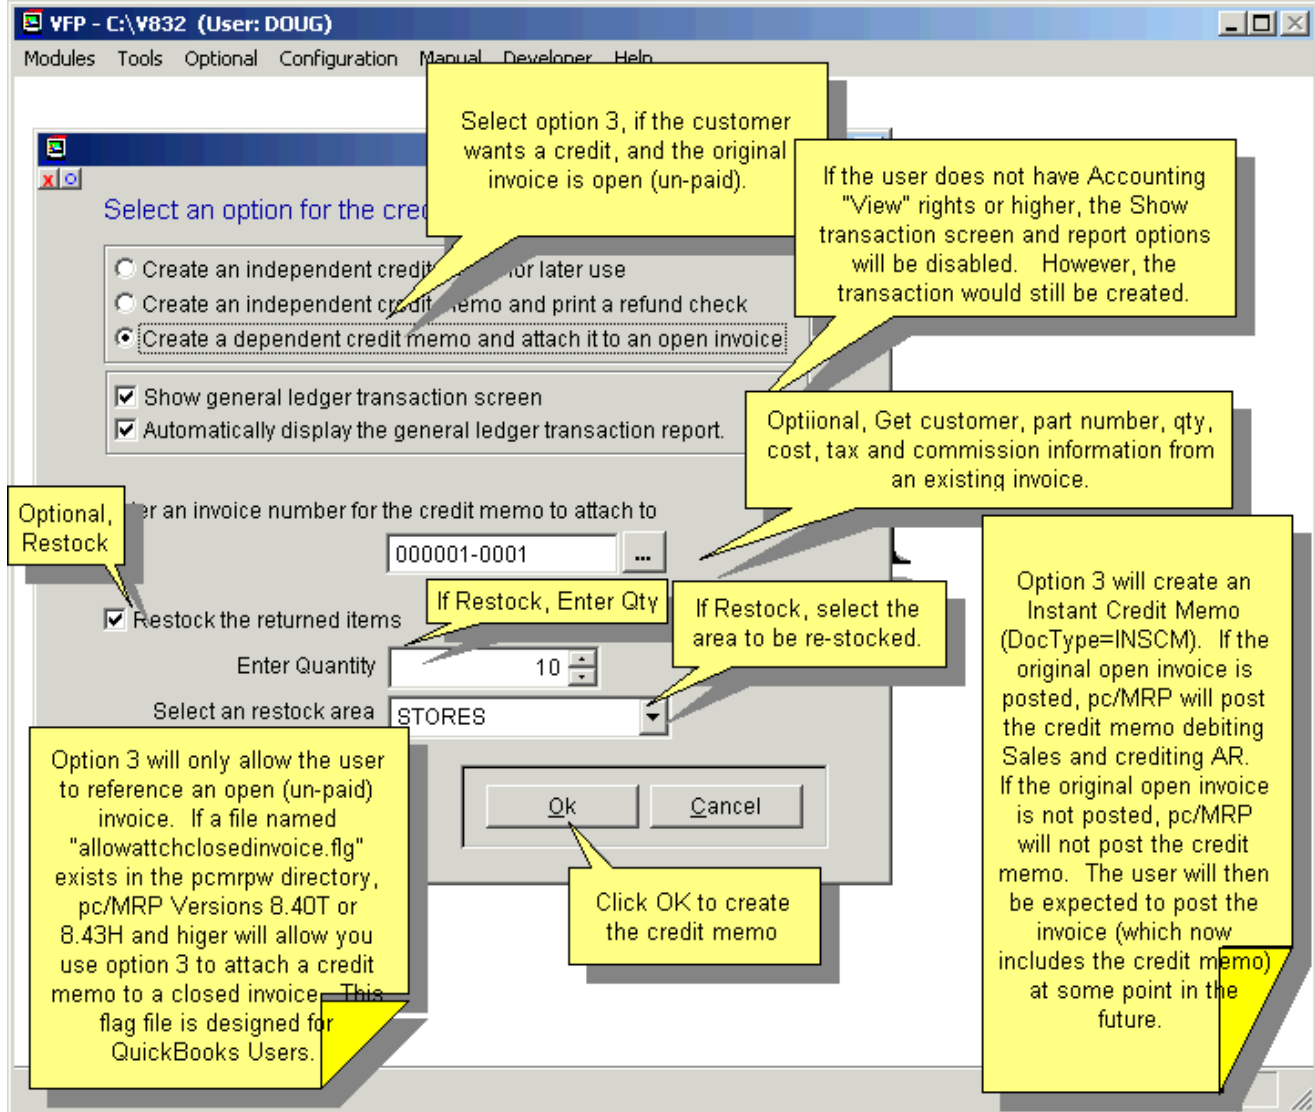 VFP - C:\V832  (User: DOUG)
Modules Tools Optional Configuration Manual Developer Help
Select option 3, if the customer
wants a credit, and the original
invoice is open (un-paid).
If the user does not have Accounting
"View" rights or higher, the Show
transaction screen and report options
will be disabled.   However, the
transaction would still be created.
Select an option for the cre
Create an independent credit for later use
Create an independent credit memo and print a refund check
Create a dependent credit memo and attach it to an open invoice
Show general ledger transaction screen
Automatically display the general ledger transaction report.
Optiional, Get customer, part number, qty,
cost, tax and commission information from
an existing invoice.
Optional,
Restock
er an invoice number for the credit memo to attach to
000001-0001
...
If Restock, Enter Qty
If Restock, select the
area to be re-stocked.
Restock the returned items
Enter Quantity
10
Select an restock area
STORES
Ok
Cancel
Click OK to create
the credit memo
Option 3 will only allow the user
to reference an open (un-paid)
invoice.  If a file named
"allowattchclosedinvoice.flg"
exists in the pcmrpw directory,
pc/MRP Versions 8.40T or
8.43H and higer will allow you
use option 3 to attach a credit
memo to a closed invoice.  This
flag file is designed for
QuickBooks Users.
Option 3 will create an
Instant Credit Memo
(DocType=INSCM).  If the
original open invoice is
posted, pc/MRP will post
the credit memo debiting
Sales and crediting AR.
If the original open invoice
is not posted, pc/MRP
will not post the credit
memo.  The user will then
be expected to post the
invoice (which now
includes the credit memo)
at some point in the
future.